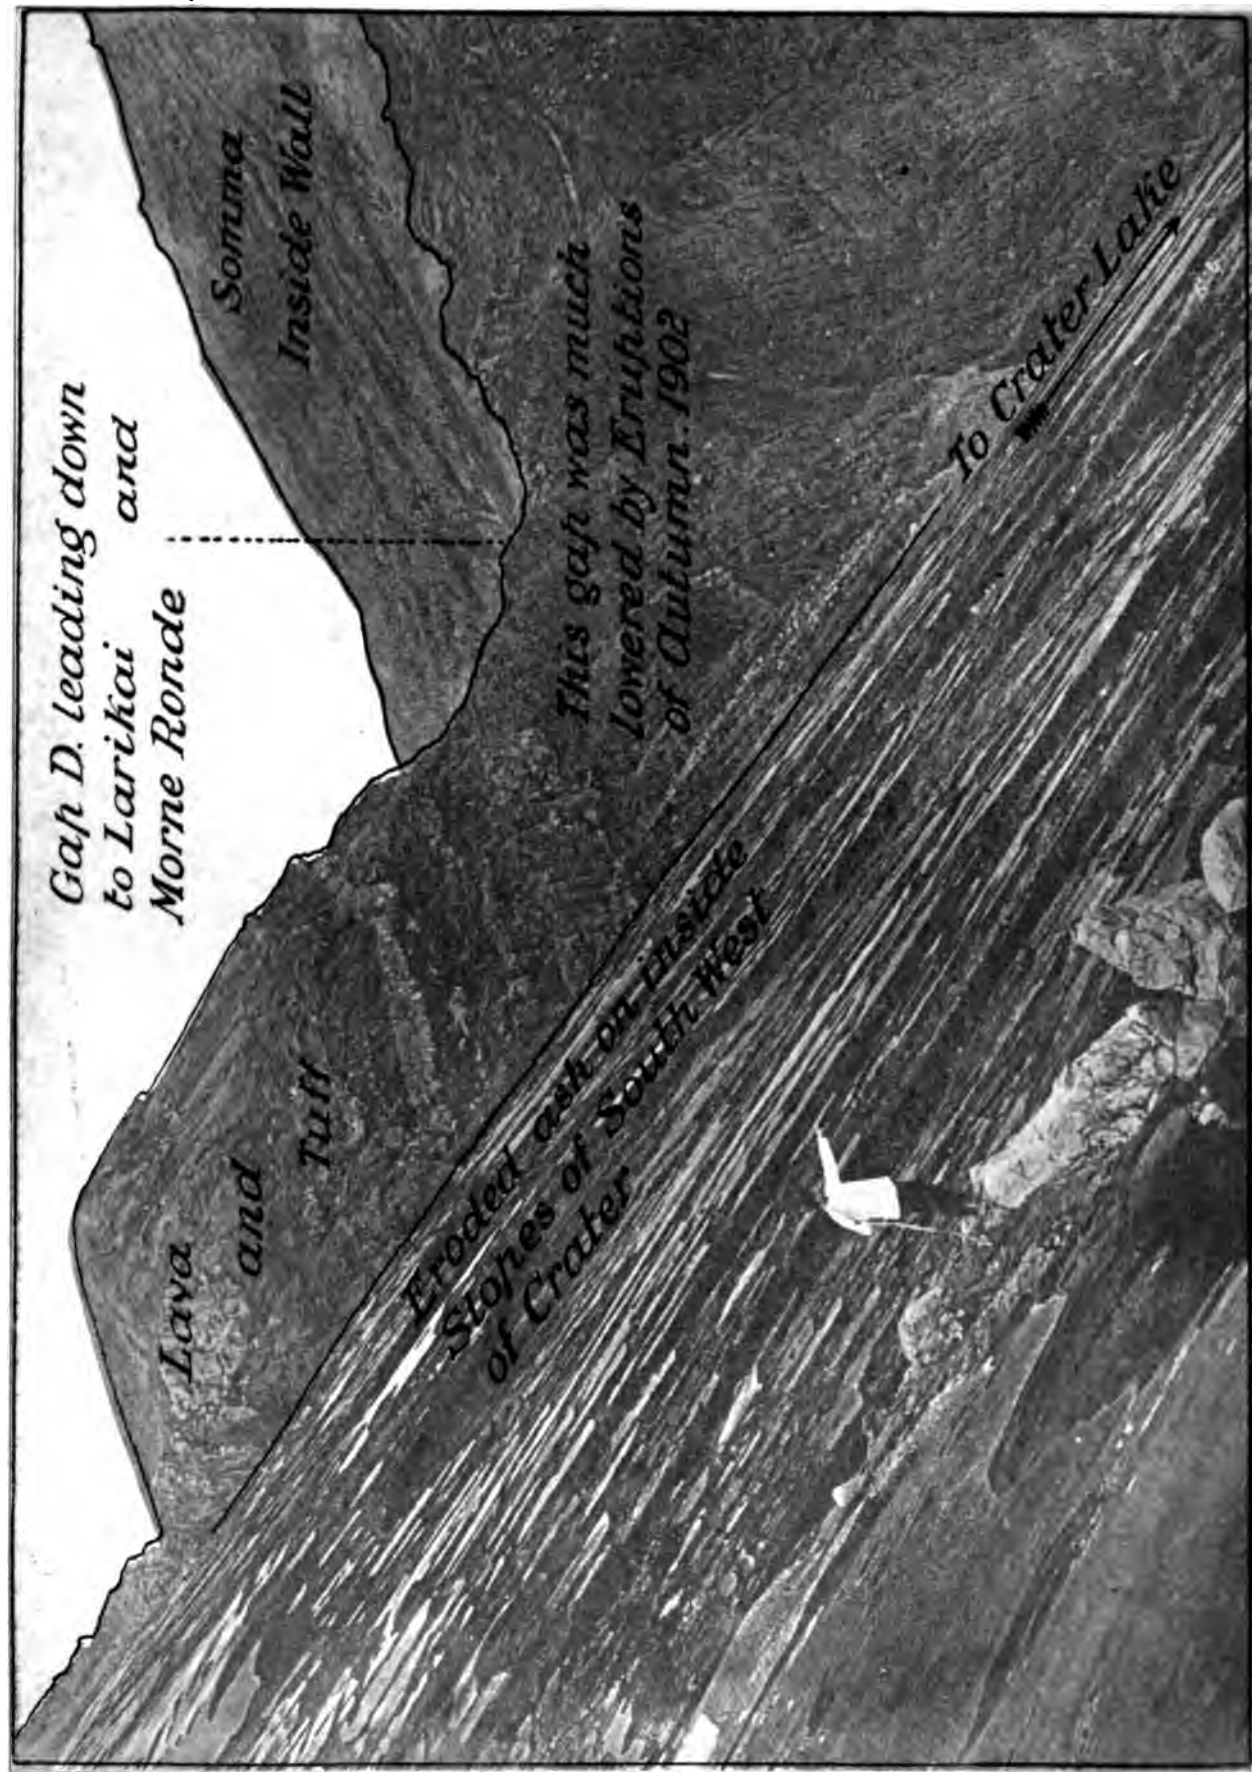 Gap D. leading down
to Larikai and
Morne Ronde
Somma
Inside Wall
Lava
and
Tuff
This gap was much
lowered by Eruptions
of Autumn..1902
To Crater Lake
Eroded ash on inside
Slopes of South West
of Crater